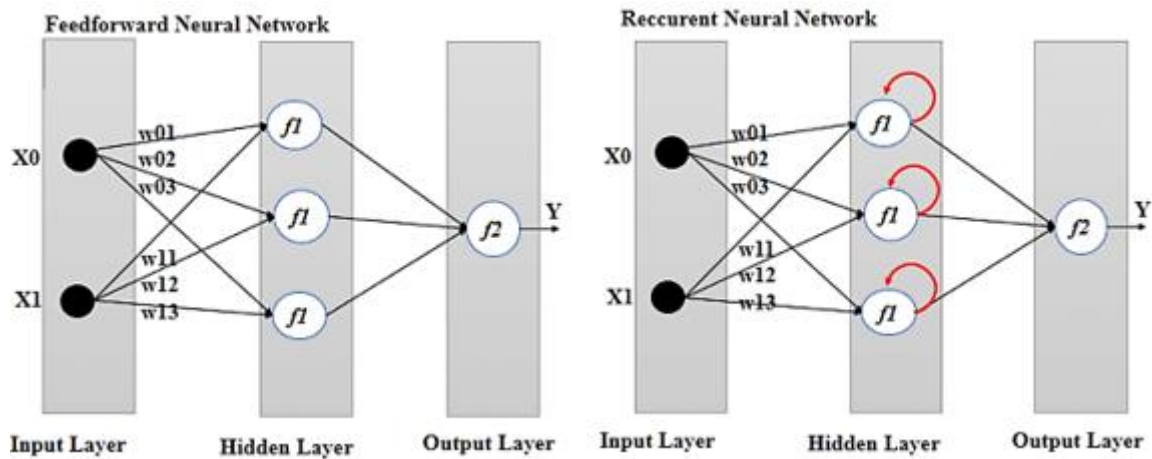 Feedforward Neural Network
w01
X0
w02
w03
f1
f1
f2
Y
w11
w12
X1
w13
f1
Input Layer
Hidden Layer
Output Layer
Reccurent Neural Network
w01
X0
w02
w03
f1
f1
f2
Y
w11
w12
X1
w13
f1
Input Layer
Hidden Layer
Output Layer